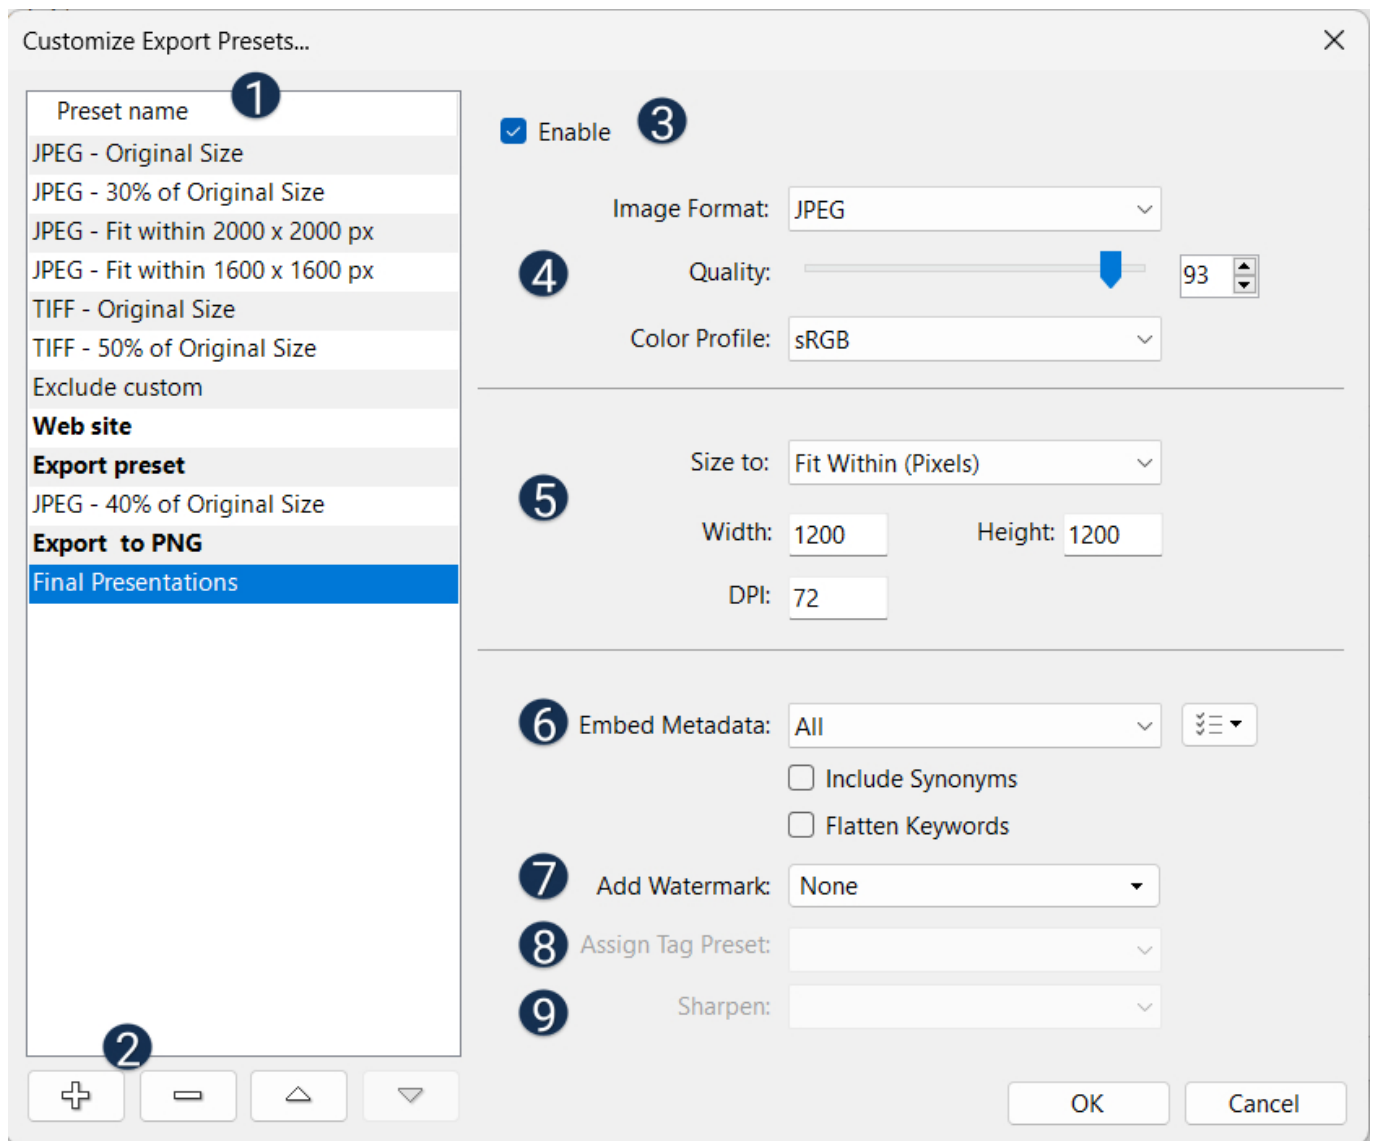 Customize Export Presets...
1
Preset name
JPEG - Original Size
JPEG - 30% of Original Size
JPEG - Fit within 2000 x 2000 px
JPEG - Fit within 1600 x 1600 px
TIFF - Original Size
TIFF - 50% of Original Size
Exclude custom
Web site
Export preset
JPEG - 40% of Original Size
Export to PNG
Final Presentations
2
Enable 3
Image Format: JPEG
4 Quality: 93
Color Profile: sRGB
Size to: Fit Within (Pixels)
5
Width: 1200 Height: 1200
DPI: 72
6 Embed Metadata: All
Include Synonyms
Flatten Keywords
7 Add Watermark: None
8 Assign Tag Preset:
9 Sharpen:
OK Cancel